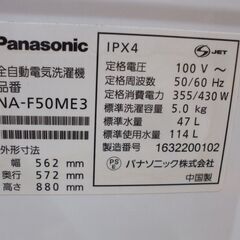 Panasonic
全自動電気洗濯機
NA-F50ME3
外形寸法
幅 562 mm
奥行 572 mm
高さ 880 mm
IPX4
JET
定格電圧 100 V ~
定格周波数 50/60 Hz
定格消費電力 355/430 W
標準洗濯容量 5.0 kg
標準水量 47 L
標準使用水量 114 L
製造番号 1632200102
PS E パナソニック株式会社
中国製